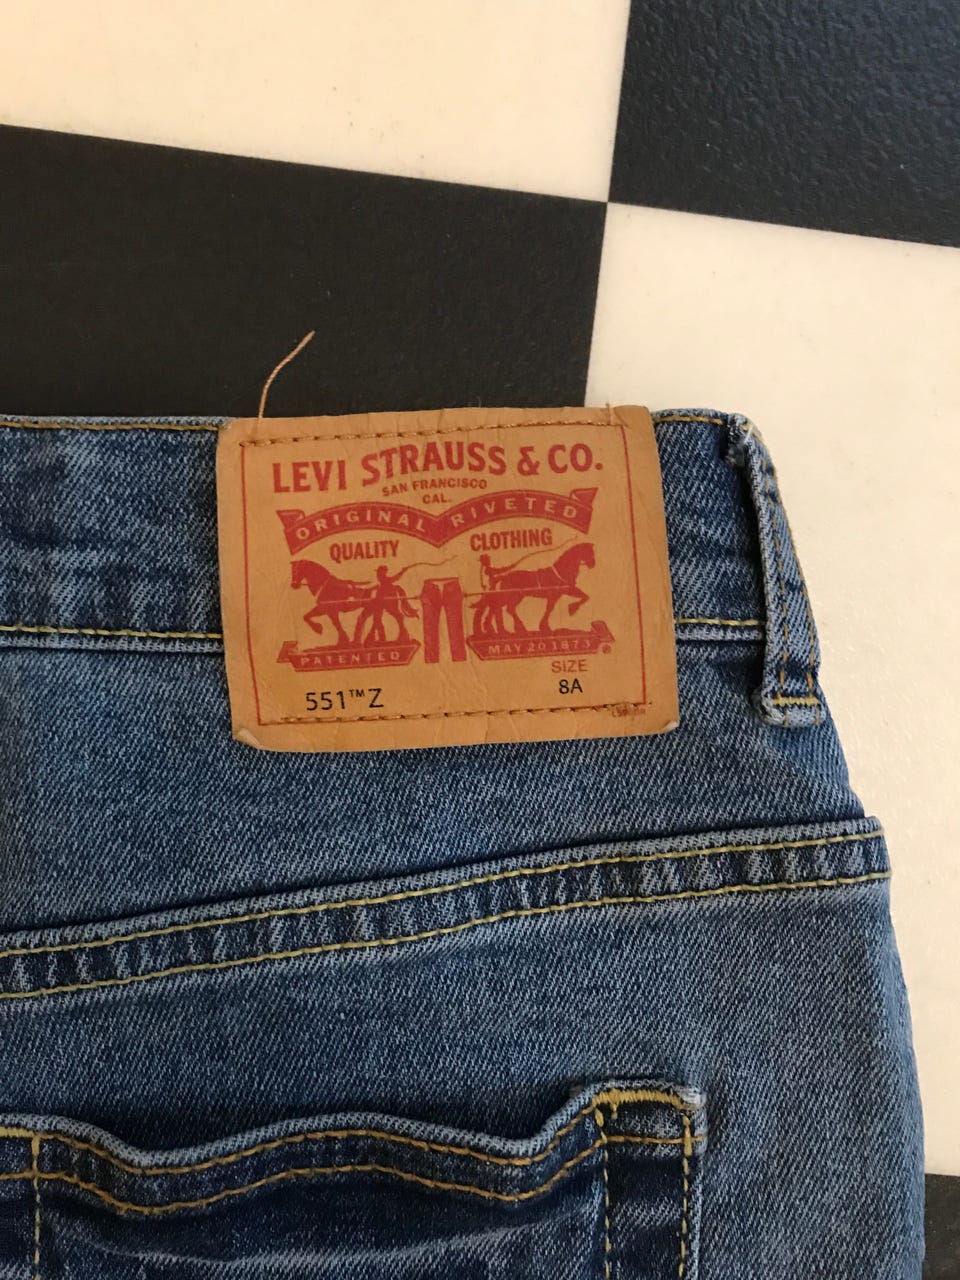 LEVI STRAUSS & CO.
SAN FRANCISCO
CAL.
ORIGINAL RIVETED
QUALITY CLOTHING
PATENTED MAY 20 1873 ®
SIZE
551™Z 8A